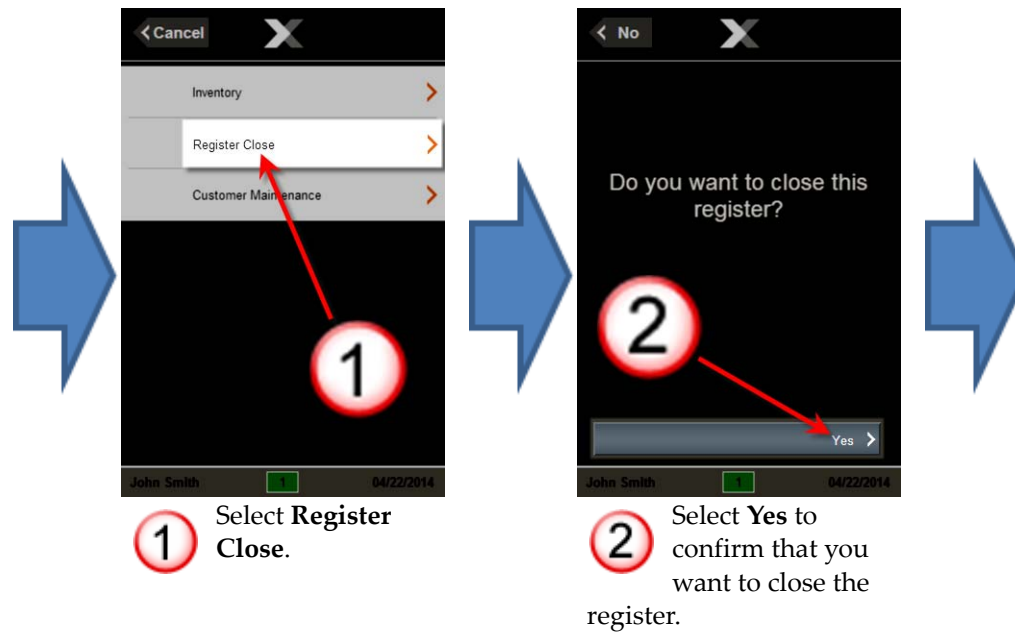 Cancel
Inventory
Register Close
Customer Maintenance
1
John Smith 1 04/22/2014
1 Select Register
Close.
No
Do you want to close this
register?
2
Yes
John Smith 1 04/22/2014
2 Select Yes to
confirm that you
want to close the
register.